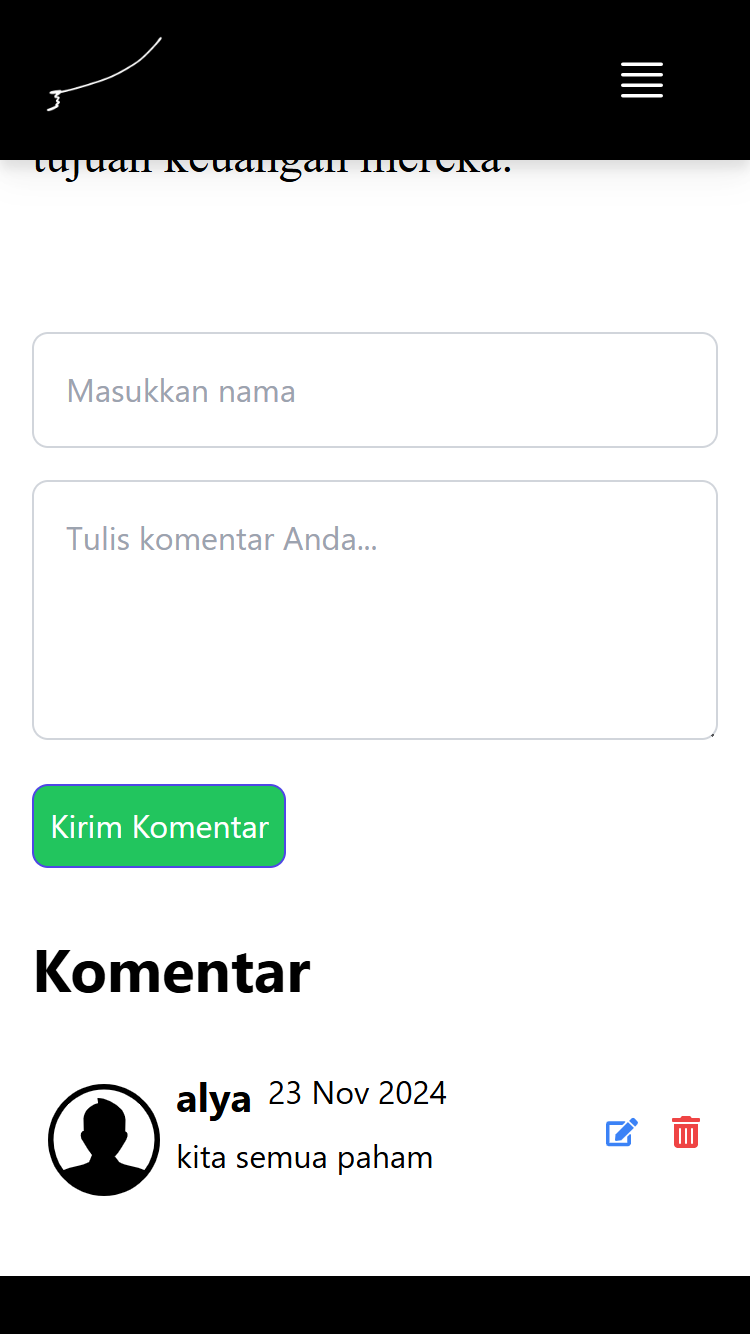 tujuan keuangan mereka.
Masukkan nama
Tulis komentar Anda...
Kirim Komentar
Komentar
alya 23 Nov 2024
kita semua paham